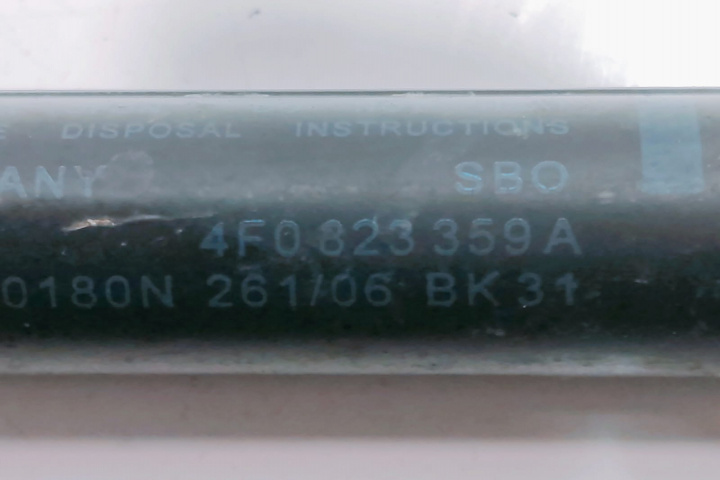 E DISPOSAL INSTRUCTIONS
ANY SBO
4F0 823 359 A
0180N 261/06 BK 31